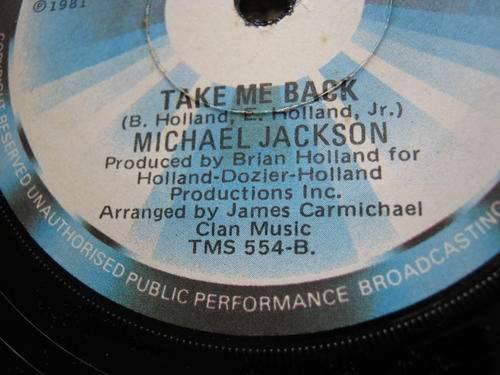 ©1981
TAKE ME BACK
(B. Holland, E. Holland, Jr.)
MICHAEL JACKSON
Produced by Brian Holland for
Holland-Dozier-Holland
Productions Inc.
Arranged by James Carmichael
Clan Music
TMS 554-B.
RESERVED UNAUTHORISED PUBLIC PERFORMANCE BROADCASTING